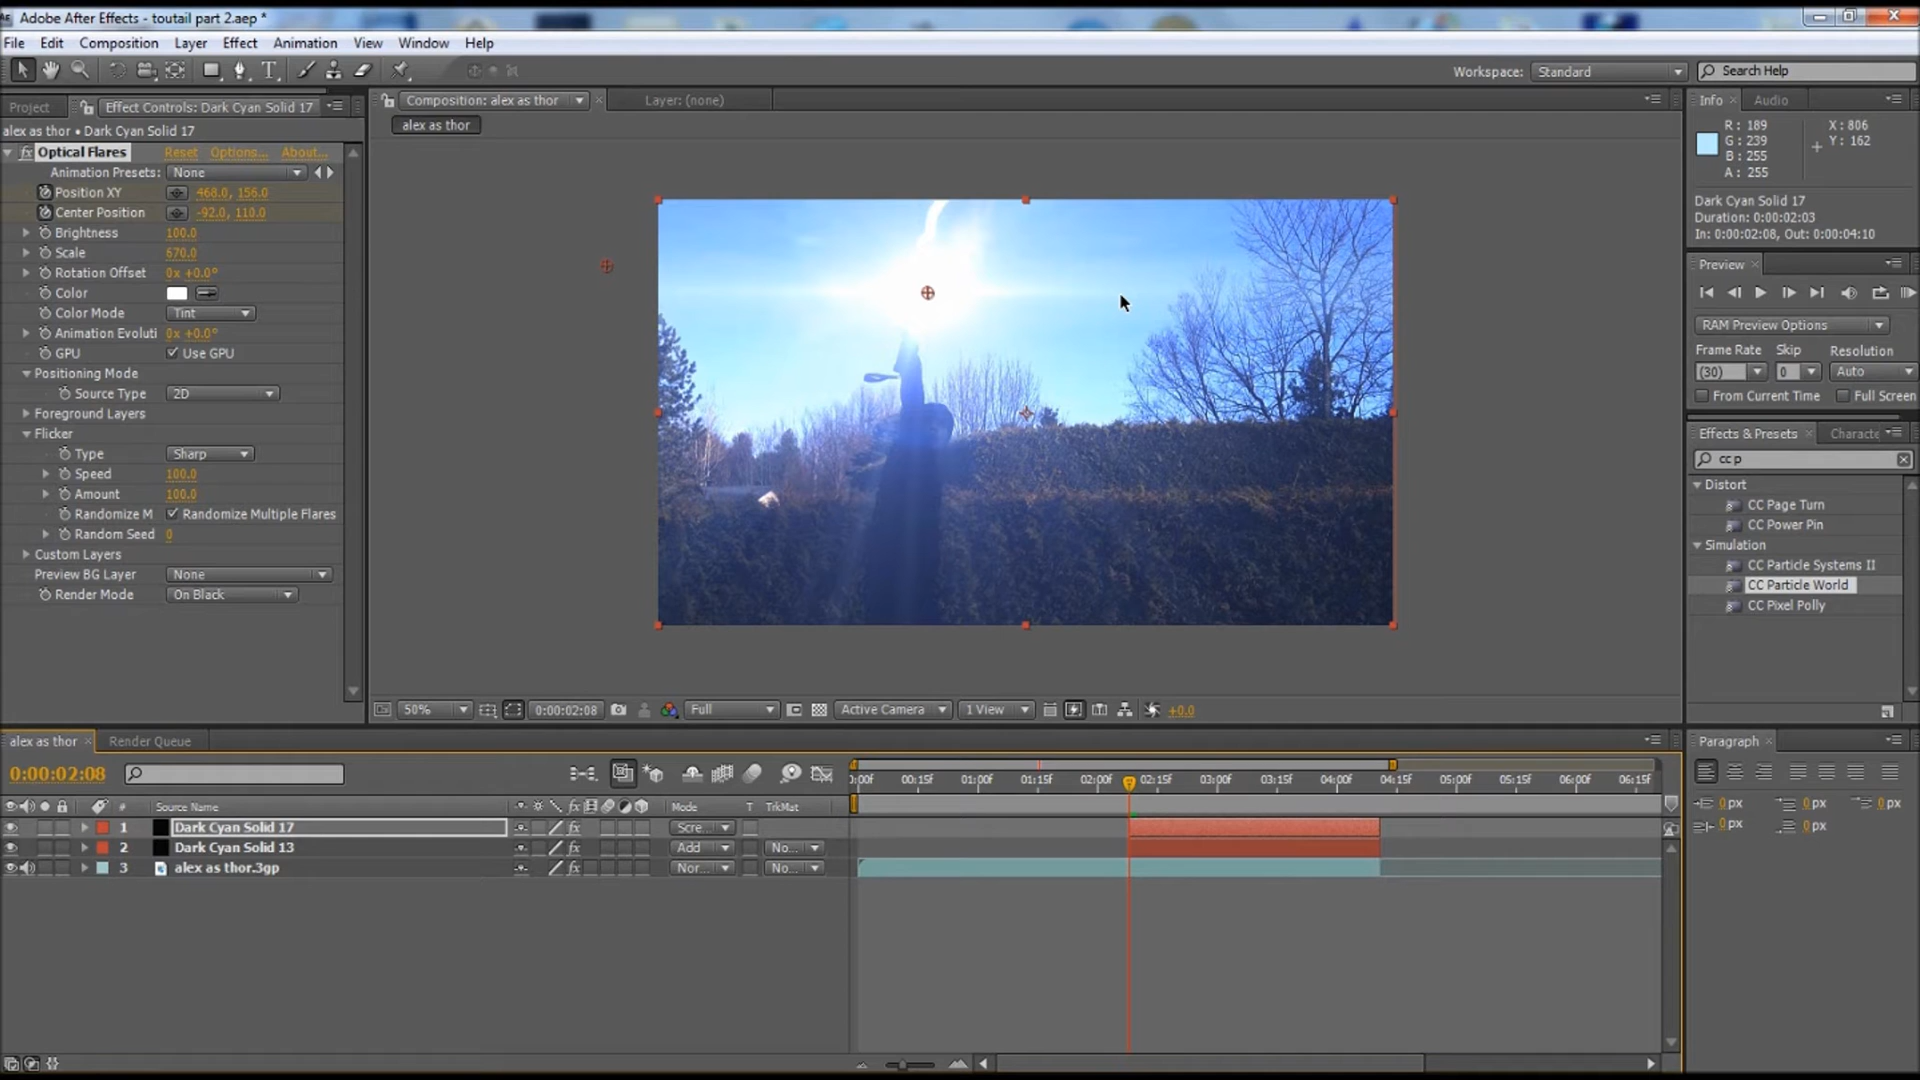 Adobe After Effects - toutail part 2.aep *
File Edit Composition Layer Effect Animation View Window Help
Workspace: Standard Search Help
Project Effect Controls: Dark Cyan Solid 17
Composition: alex as thor Layer: (none)
Info Audio
alex as thor • Dark Cyan Solid 17
alex as thor
R: 189 X: 806
G: 239 Y: 162
B: 255
A: 255
Optical Flares Reset Options... About...
Animation Presets: None
Position XY 468.0, 156.0
Center Position -92.0, 110.0
Brightness 100.0
Scale 670.0
Rotation Offset 0x +0.0°
Color
Color Mode Tint
Animation Evoluti 0x +0.0°
GPU Use GPU
Positioning Mode
Source Type 2D
Foreground Layers
Flicker
Type Sharp
Speed 100.0
Amount 100.0
Randomize M Randomize Multiple Flares
Random Seed 0
Custom Layers
Preview BG Layer None
Render Mode On Black
Dark Cyan Solid 17
Duration: 0:00:02:03
In: 0:00:02:08, Out: 0:00:04:10
Preview
RAM Preview Options
Frame Rate Skip Resolution
(30) 0 Auto
From Current Time Full Screen
Effects & Presets Characte
cc p
Distort
CC Page Turn
CC Power Pin
Simulation
CC Particle Systems II
CC Particle World
CC Pixel Polly
50% 0:00:02:08 Full Active Camera 1 View +0.0
alex as thor Render Queue
0:00:02:08
:00f 00:15f 01:00f 01:15f 02:00f 02:15f 03:00f 03:15f 04:00f 04:15f 05:00f 05:15f 06:00f 06:15f
# Source Name fx Mode T TrkMat
1 Dark Cyan Solid 17 fx Scre...
2 Dark Cyan Solid 13 fx Add No...
3 alex as thor.3gp fx Nor... No...
Paragraph
0 px 0 px 0 px
0 px 0 px